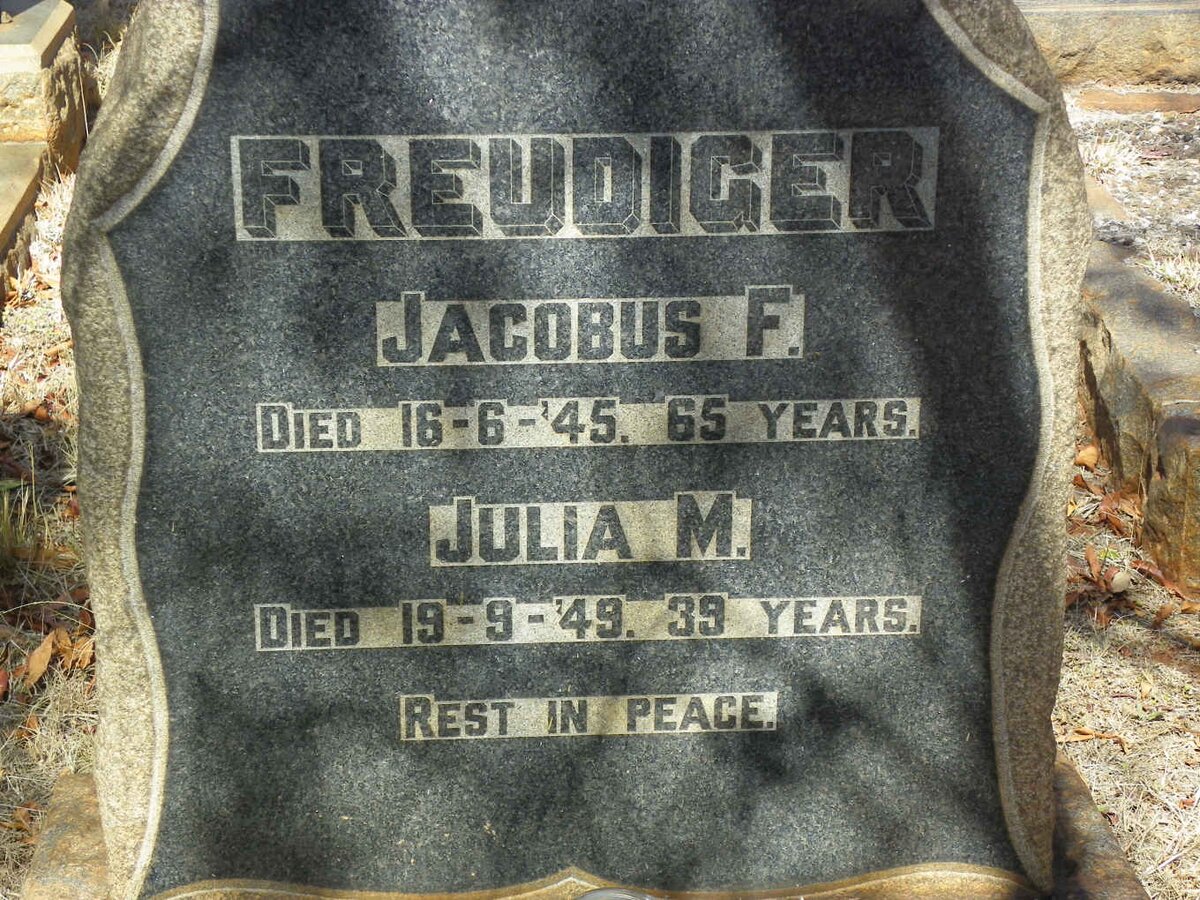 FREUDIGER
JACOBUS F.
DIED 16-6-'45. 65 YEARS.
JULIA M.
DIED 19-9-'49. 39 YEARS.
REST IN PEACE.